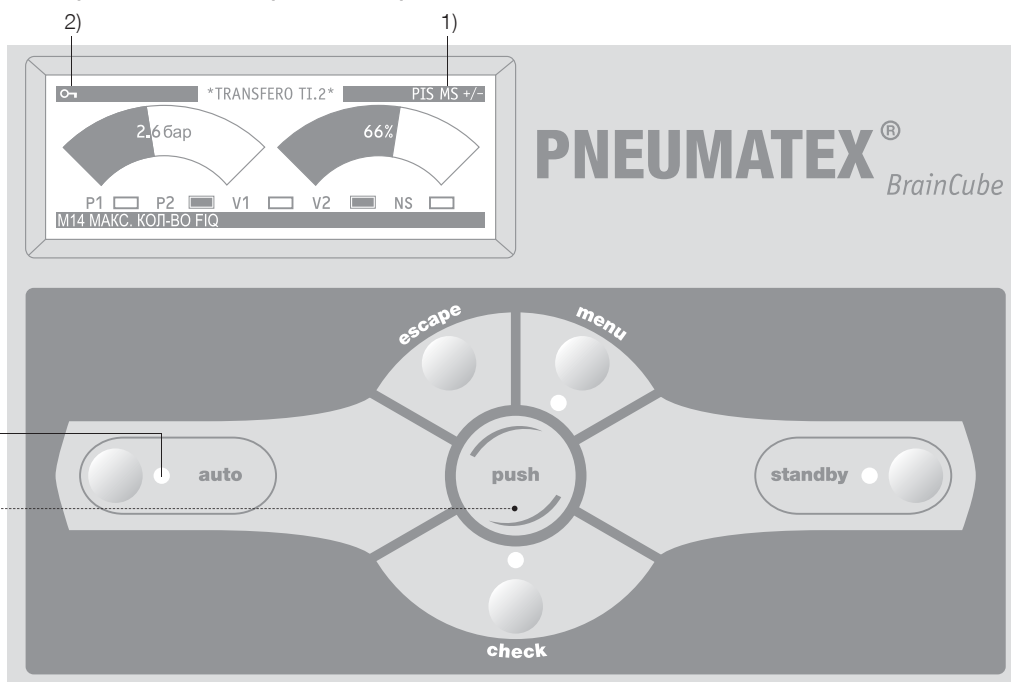 2) 1)
*TRANSFERO TI.2* PIS MS +/-
2.6 бар 66%
P1 P2 V1 V2 NS
M14 МАКС. КОЛ-ВО FIQ
PNEUMATEX®
BrainCube
escape menu
auto push standby
check